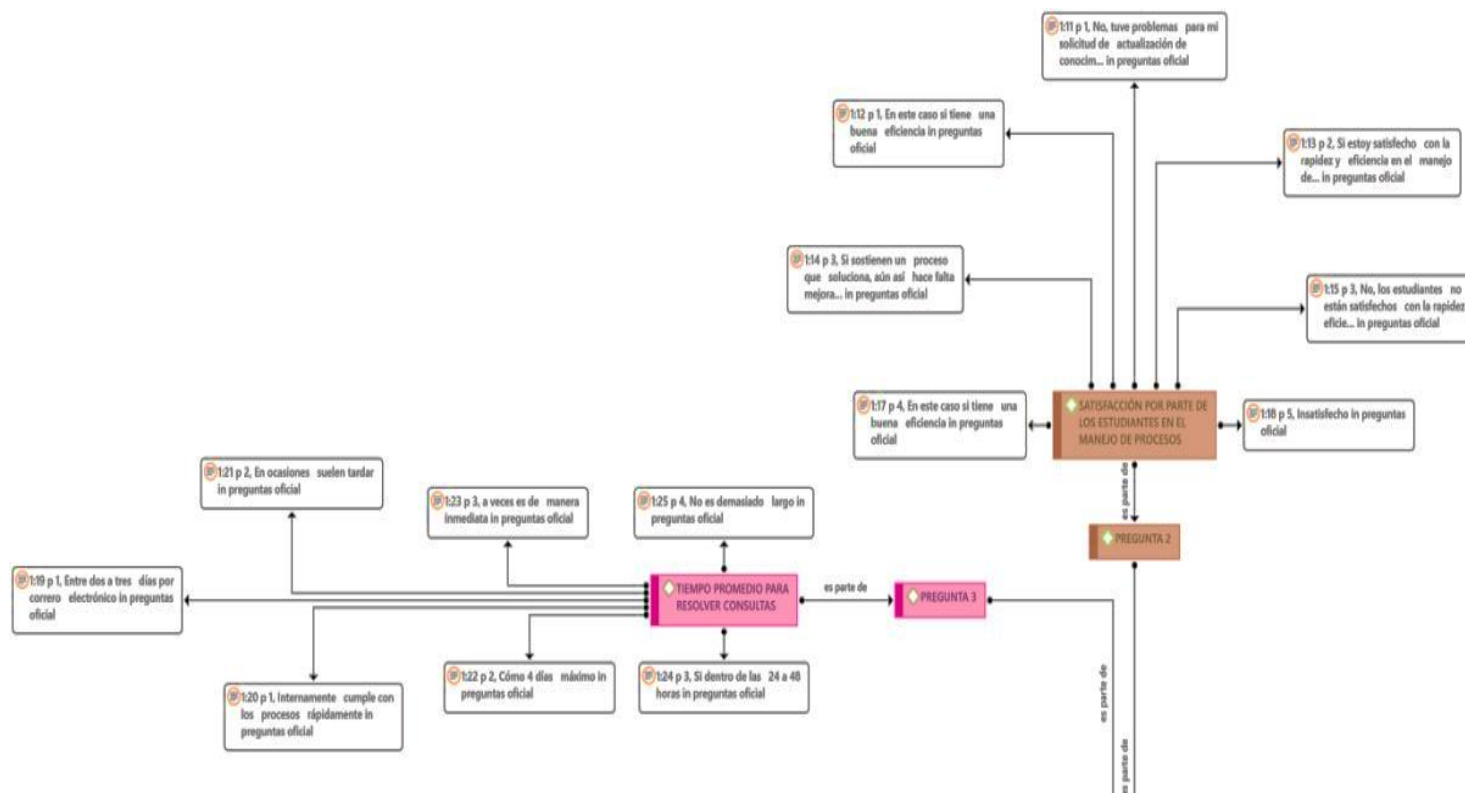 1:11 p 1, No, tuve problemas para mi
solicitud de actualización de
conocim... in preguntas oficial
1:12 p 1, En este caso si tiene una
buena eficiencia in preguntas
oficial
1:13 p 2, Si estoy satisfecho con la
rapidez y eficiencia en el manejo
de... in preguntas oficial
1:14 p 3, Si sostienen un proceso
que soluciona, aún así hace falta
mejora... in preguntas oficial
1:15 p 3, No, los estudiantes no
están satisfechos con la rapidez
eficie... in preguntas oficial
1:17 p 4, En este caso si tiene una
buena eficiencia in preguntas
oficial
SATISFACCIÓN POR PARTE DE
LOS ESTUDIANTES EN EL
MANEJO DE PROCESOS
1:18 p 5, Insatisfecho in preguntas
oficial
es parte de
PREGUNTA 2
1:21 p 2, En ocasiones suelen tardar
in preguntas oficial
1:23 p 3, a veces es de manera
inmediata in preguntas oficial
1:25 p 4, No es demasiado largo in
preguntas oficial
1:19 p 1, Entre dos a tres días por
correro electrónico in preguntas
oficial
TIEMPO PROMEDIO PARA
RESOLVER CONSULTAS
es parte de
PREGUNTA 3
1:20 p 1, Internamente cumple con
los procesos rápidamente in
preguntas oficial
1:22 p 2, Cómo 4 días máximo in
preguntas oficial
1:24 p 3, Si dentro de las 24 a 48
horas in preguntas oficial
es parte de
es parte de